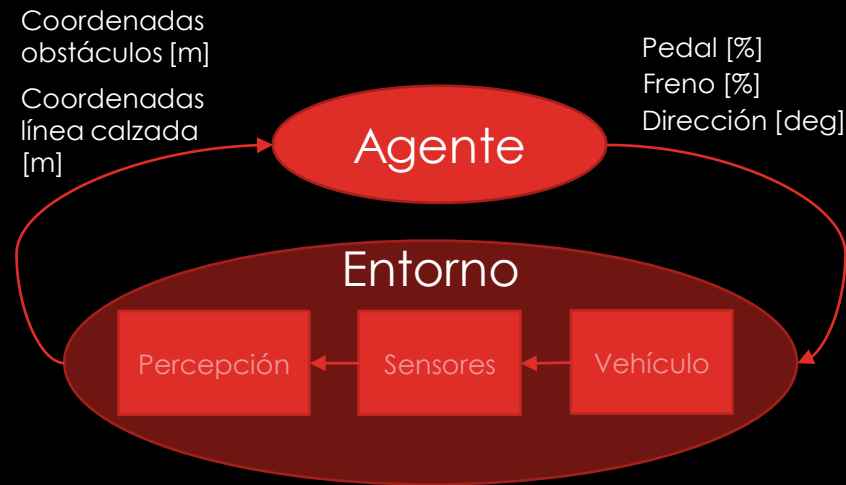 Coordenadas
obstáculos [m]
Coordenadas
línea calzada
[m]
Pedal [%]
Freno [%]
Dirección [deg]
Agente
Entorno
Percepción
Sensores
Vehículo